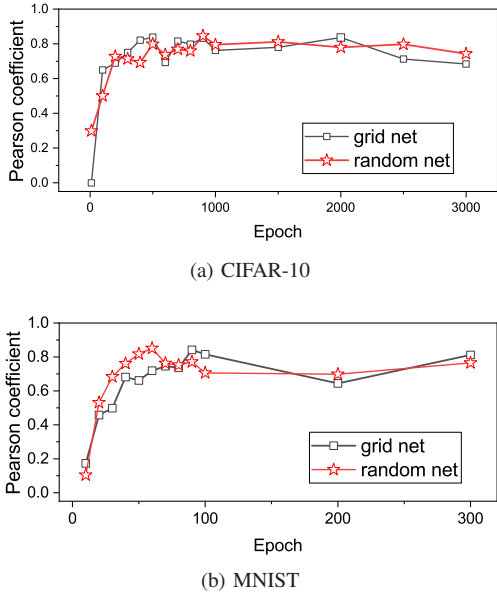 1.0
0.8
0.6
0.4
0.2
0.0
Pearson coefficient
grid net
random net
0
1000
2000
3000
Epoch
(a) CIFAR-10
1.0
0.8
0.6
0.4
0.2
0.0
Pearson coefficient
grid net
random net
0
100
200
300
Epoch
(b) MNIST